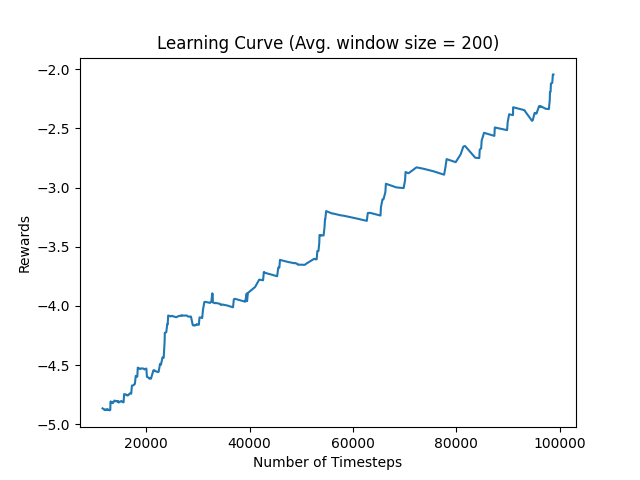 Learning Curve (Avg. window size = 200)
Rewards
−2.0
−2.5
−3.0
−3.5
−4.0
−4.5
−5.0
20000 40000 60000 80000 100000
Number of Timesteps